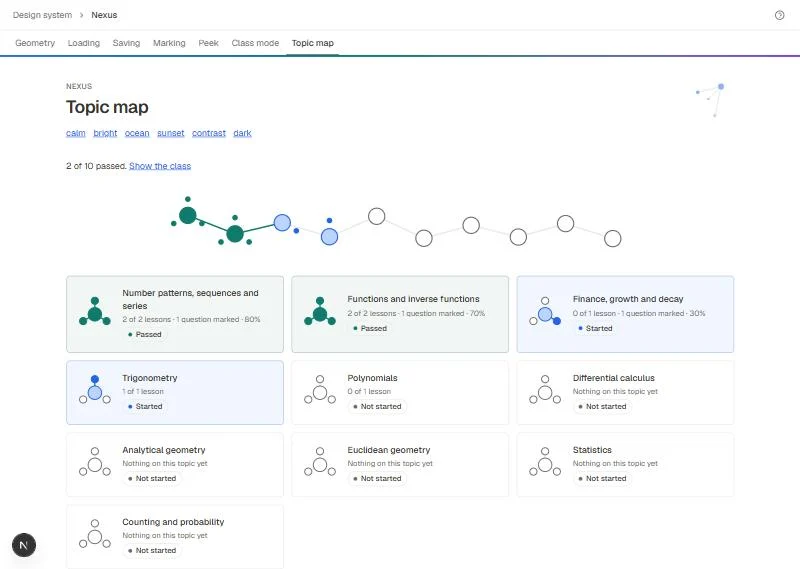 Design system > Nexus
Geometry Loading Saving Marking Peek Class mode Topic map
NEXUS
Topic map
calm bright ocean sunset contrast dark
2 of 10 passed. Show the class
Number patterns, sequences and
series
2 of 2 lessons · 1 question marked · 80%
Passed
Functions and inverse functions
2 of 2 lessons · 1 question marked · 70%
Passed
Finance, growth and decay
0 of 1 lesson · 1 question marked · 30%
Started
Trigonometry
1 of 1 lesson
Started
Polynomials
0 of 1 lesson
Not started
Differential calculus
Nothing on this topic yet
Not started
Analytical geometry
Nothing on this topic yet
Not started
Euclidean geometry
Nothing on this topic yet
Not started
Statistics
Nothing on this topic yet
Not started
Counting and probability
Nothing on this topic yet
Not started
N